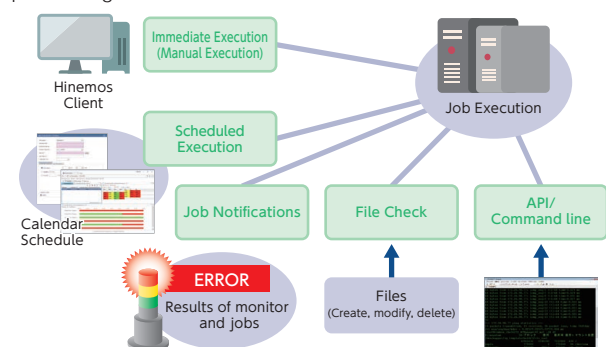 Immediate Execution
(Manual Execution)
Hinemos
Client
Job Execution
Scheduled
Execution
Calendar
Schedule
Job Notifications
File Check
API/
Command line
ERROR
Results of monitor
and jobs
Files
(Create, modify, delete)